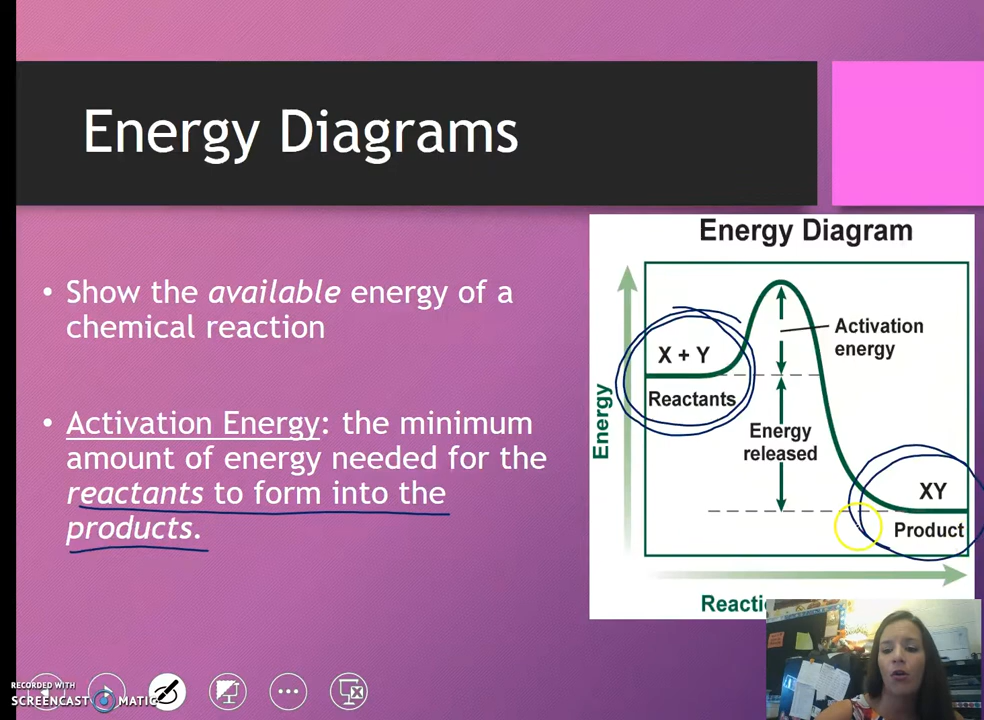 Energy Diagrams
• Show the available energy of a
chemical reaction
• Activation Energy: the minimum
amount of energy needed for the
reactants to form into the
products.
Energy Diagram
X + Y
Reactants
Activation
energy
Energy
released
Energy
XY
Product
RECORDED WITH
SCREENCAST MATIC